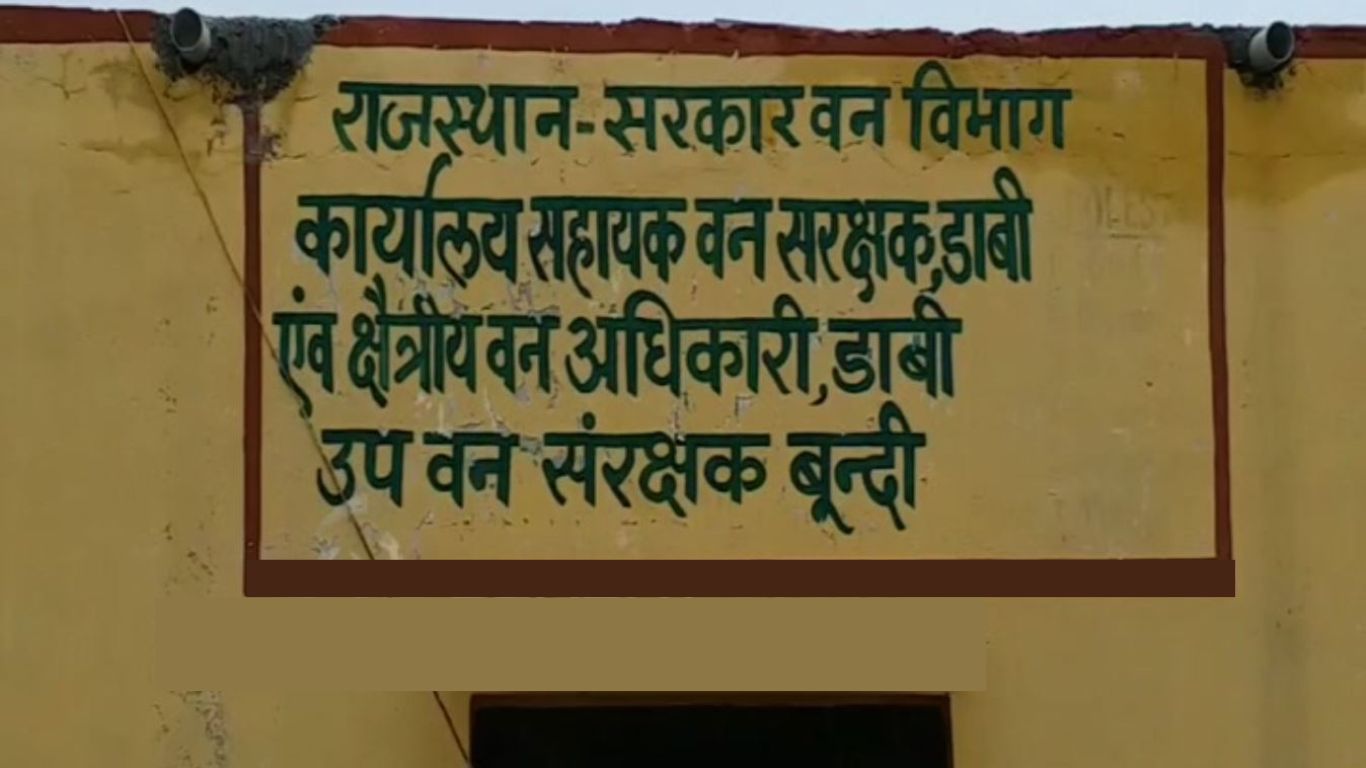 राजस्थान-सरकार वन विभाग
कार्यालय सहायक वन सरक्षक,डाबी
एंव क्षैत्रीय वन अधिकारी,डाबी
उप वन संरक्षक बून्दी